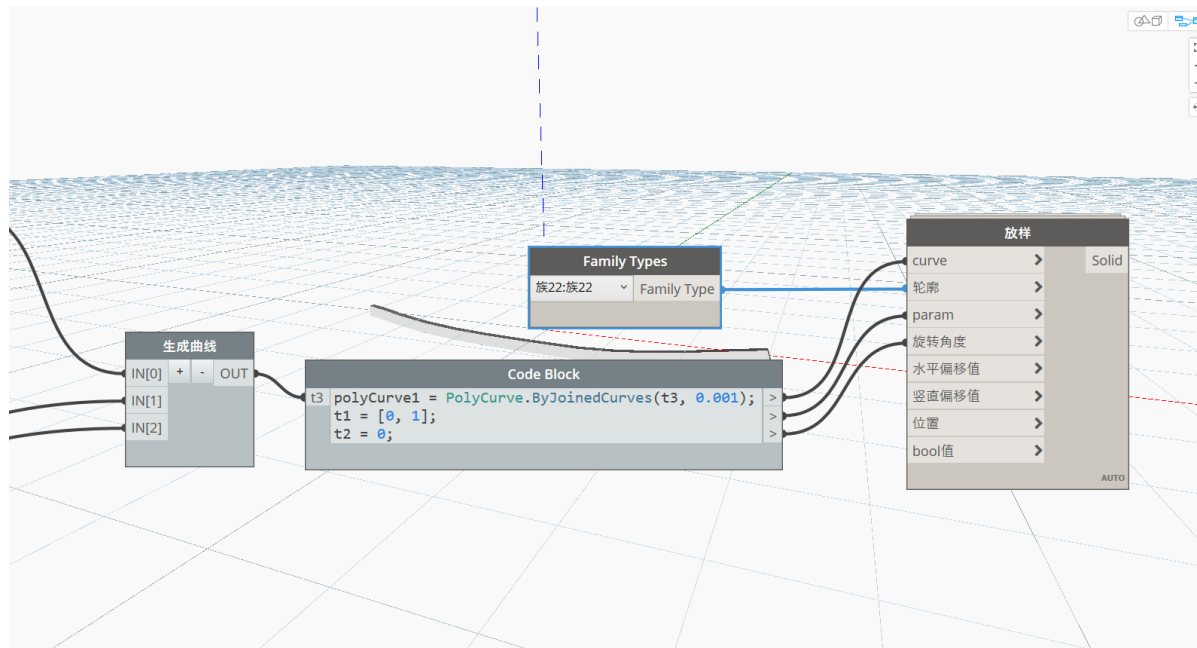 Family Types
族22:族22
Family Type
放样
curve
Solid
轮廓
param
旋转角度
水平偏移值
竖直偏移值
位置
bool值
AUTO
生成曲线
IN[0]
+
-
OUT
IN[1]
IN[2]
Code Block
t3
polyCurve1 = PolyCurve.ByJoinedCurves(t3, 0.001);
t1 = [0, 1];
t2 = 0;
>
>
>